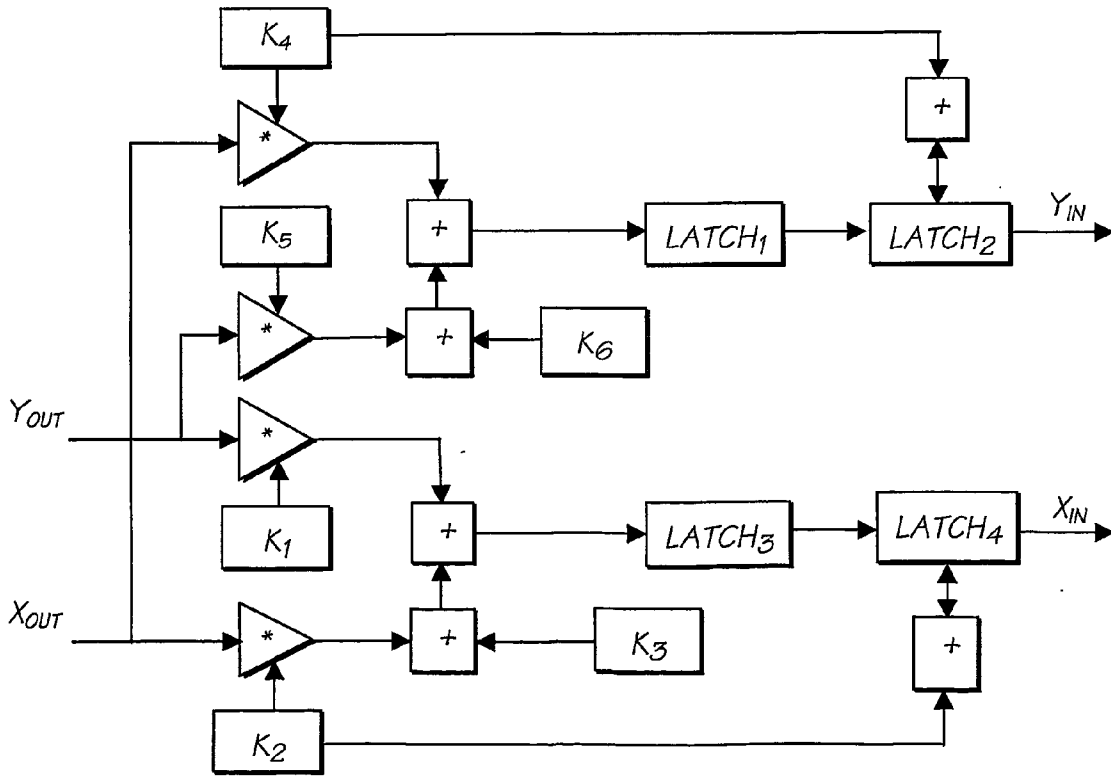 K4
+
*
K5
+
LATCH1
LATCH2
YIN
*
+
K6
YOUT
*
K1
+
LATCH3
LATCH4
XIN
XOUT
*
+
K3
+
K2